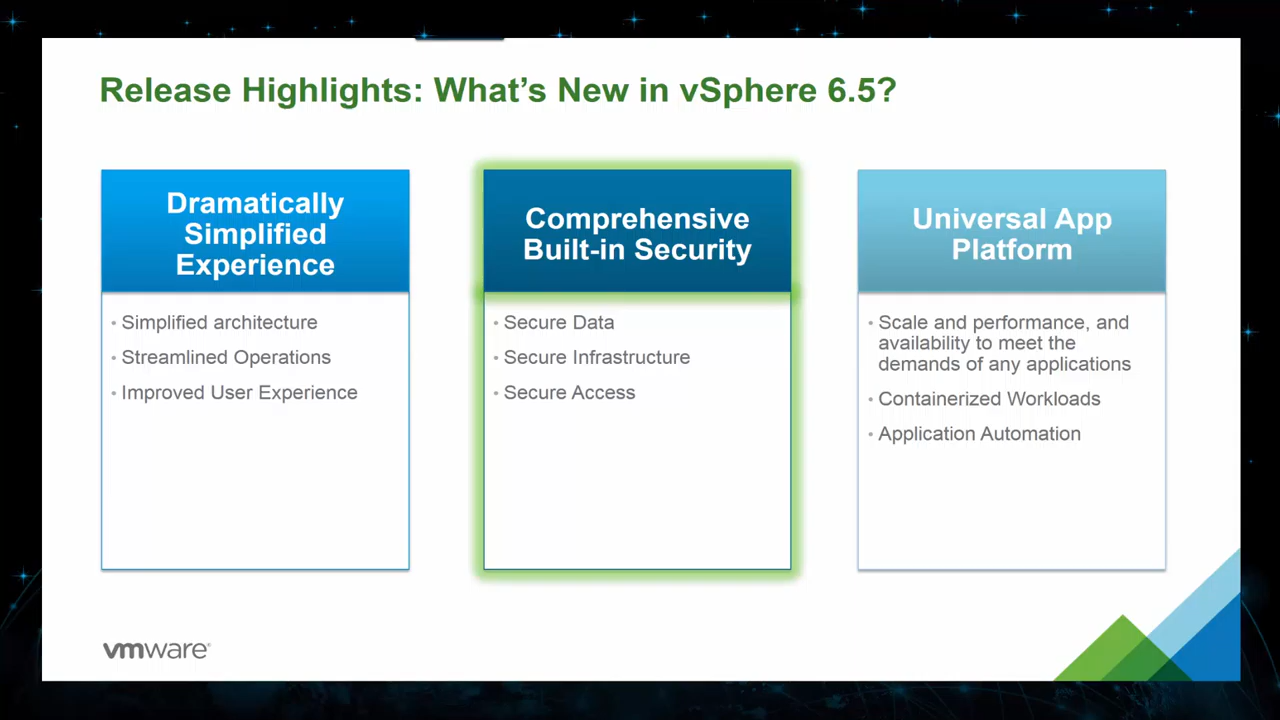 Release Highlights: What's New in vSphere 6.5?
Dramatically
Simplified
Experience
• Simplified architecture
• Streamlined Operations
• Improved User Experience
Comprehensive
Built-in Security
• Secure Data
• Secure Infrastructure
• Secure Access
Universal App
Platform
• Scale and performance, and
availability to meet the
demands of any applications
• Containerized Workloads
• Application Automation
vmware®